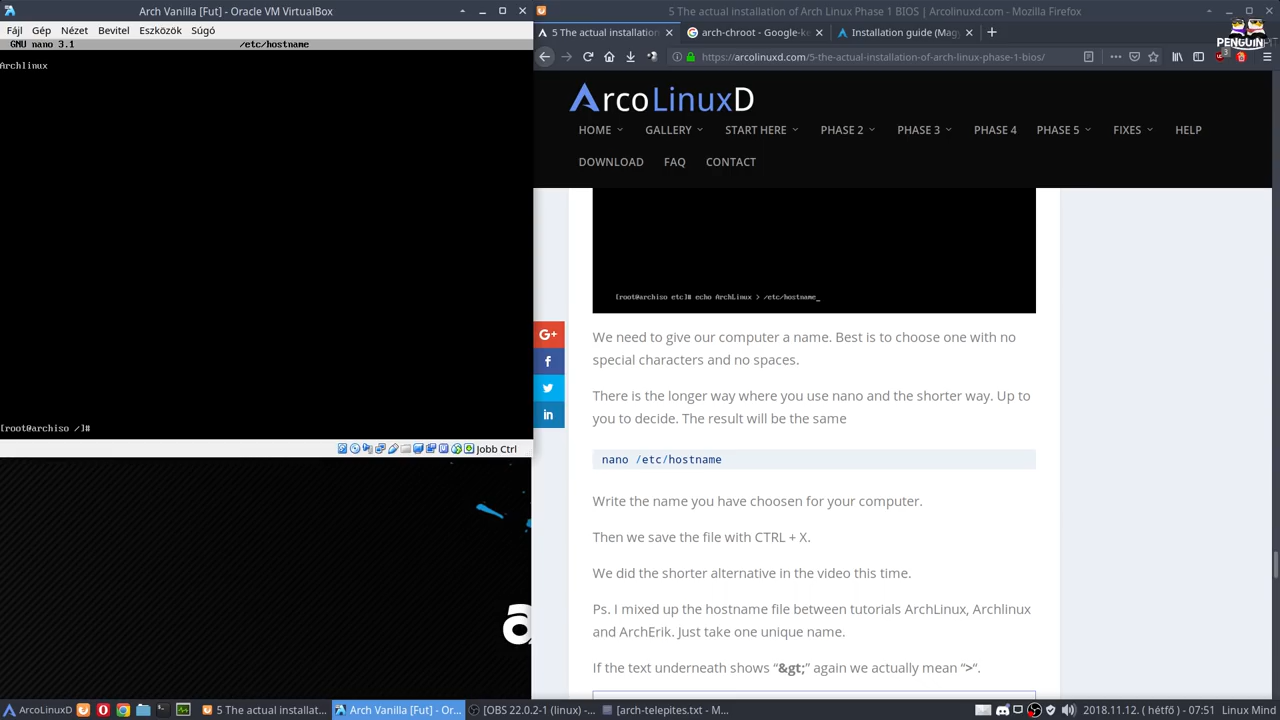 Arch Vanilla [Fut] - Oracle VM VirtualBox
Fájl Gép Nézet Bevitel Eszközök Súgó
GNU nano 3.1 /etc/hostname
Archlinux
[root@archiso /]#
Jobb Ctrl
a
5 The actual installation of Arch Linux Phase 1 BIOS | Arcolinuxd.com - Mozilla Firefox
5 The actual installation
arch-chroot - Google-ke
Installation guide (Mag
PENGUIN
https://arcolinuxd.com/5-the-actual-installation-of-arch-linux-phase-1-bios/
3
ArcoLinuxD
HOME GALLERY START HERE PHASE 2 PHASE 3 PHASE 4 PHASE 5 FIXES HELP
DOWNLOAD FAQ CONTACT
[root@archiso etc]# echo ArchLinux > /etc/hostname_
G+
f
in
We need to give our computer a name. Best is to choose one with no
special characters and no spaces.
There is the longer way where you use nano and the shorter way. Up to
you to decide. The result will be the same
nano /etc/hostname
Write the name you have choosen for your computer.
Then we save the file with CTRL + X.
We did the shorter alternative in the video this time.
Ps. I mixed up the hostname file between tutorials ArchLinux, Archlinux
and ArchErik. Just take one unique name.
If the text underneath shows “&gt;” again we actually mean “>“.
ArcoLinuxD
5 The actual installat...
Arch Vanilla [Fut] - Or...
[OBS 22.0.2-1 (linux) -...
[arch-telepites.txt - M...
2018.11.12. ( hétfő ) - 07:51 Linux Mind